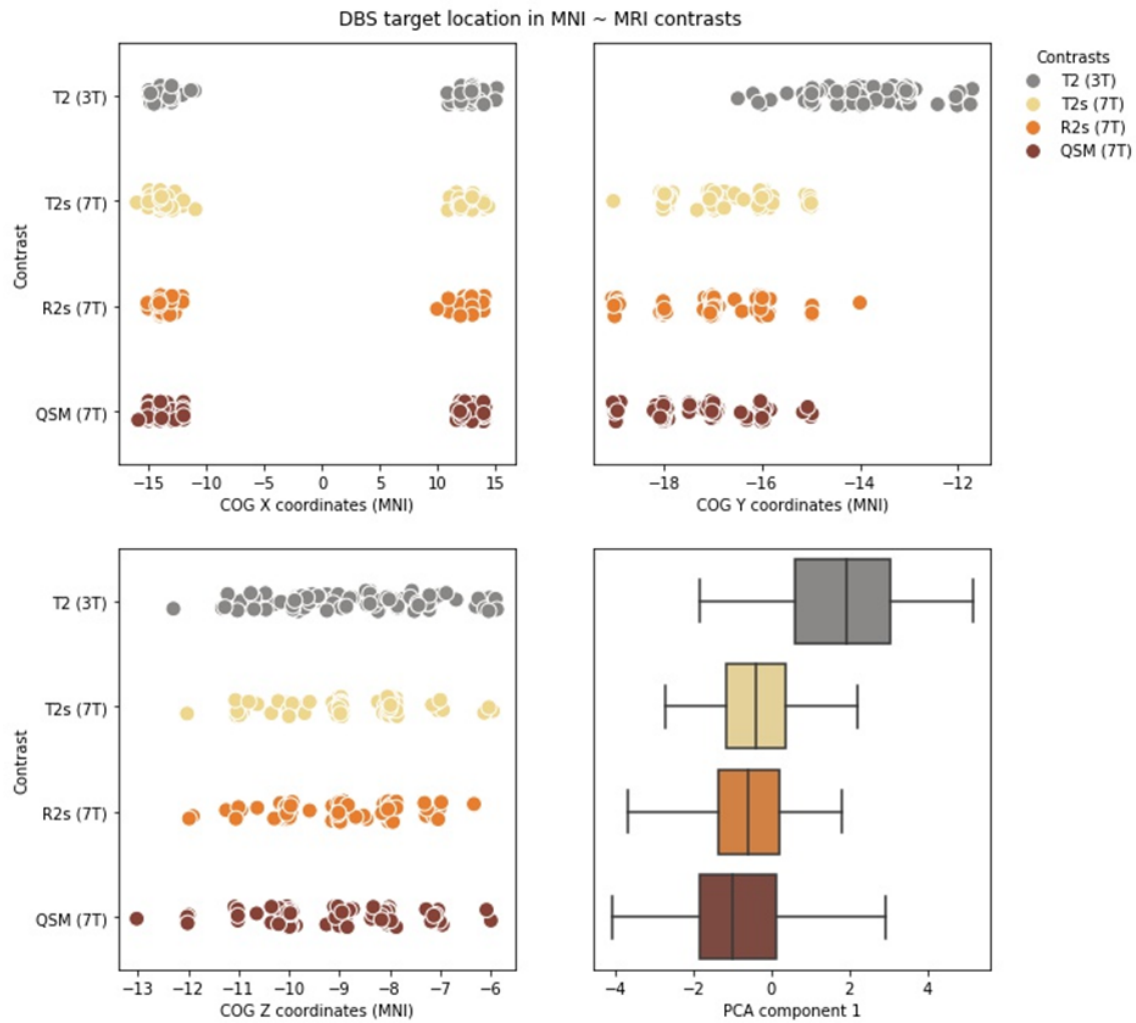 DBS target location in MNI ~ MRI contrasts
Contrasts
T2 (3T)
T2s (7T)
R2s (7T)
QSM (7T)
Contrast
T2 (3T)
T2s (7T)
R2s (7T)
QSM (7T)
−15 −10 −5 0 5 10 15
COG X coordinates (MNI)
−18 −16 −14 −12
COG Y coordinates (MNI)
Contrast
T2 (3T)
T2s (7T)
R2s (7T)
QSM (7T)
−13 −12 −11 −10 −9 −8 −7 −6
COG Z coordinates (MNI)
−4 −2 0 2 4
PCA component 1